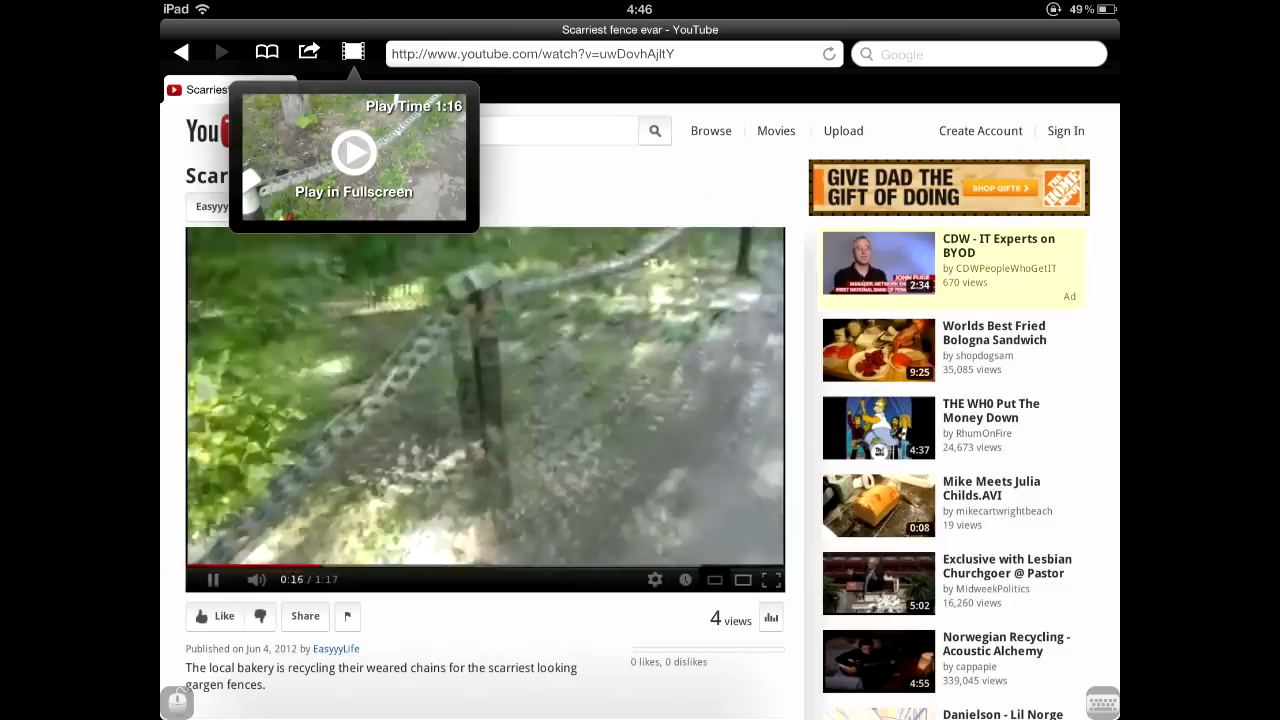 iPad
4:46
49%
Scarriest fence evar - YouTube
http://www.youtube.com/watch?v=uwDovhAjltY
Google
Scarriest
Play Time 1:16
Play in Fullscreen
You
Browse
Movies
Upload
Create Account
Sign In
Scar
Easyyy
GIVE DAD THE
GIFT OF DOING
SHOP GIFTS
CDW - IT Experts on
BYOD
by CDWPeopleWhoGetIT
670 views
Ad
JOHN
2:34
Worlds Best Fried
Bologna Sandwich
by shopdogsam
35,085 views
9:25
THE WH0 Put The
Money Down
by RhumOnFire
24,673 views
4:37
Mike Meets Julia
Childs.AVI
by mikecartwrightbeach
19 views
0:08
Exclusive with Lesbian
Churchgoer @ Pastor
by MidweekPolitics
16,260 views
5:02
Norwegian Recycling -
Acoustic Alchemy
by cappapie
339,045 views
4:55
Danielson - Lil Norge
0:16 / 1:17
Like
Share
4 views
Published on Jun 4, 2012 by EasyyyLife
0 likes, 0 dislikes
The local bakery is recycling their weared chains for the scarriest looking
gargen fences.